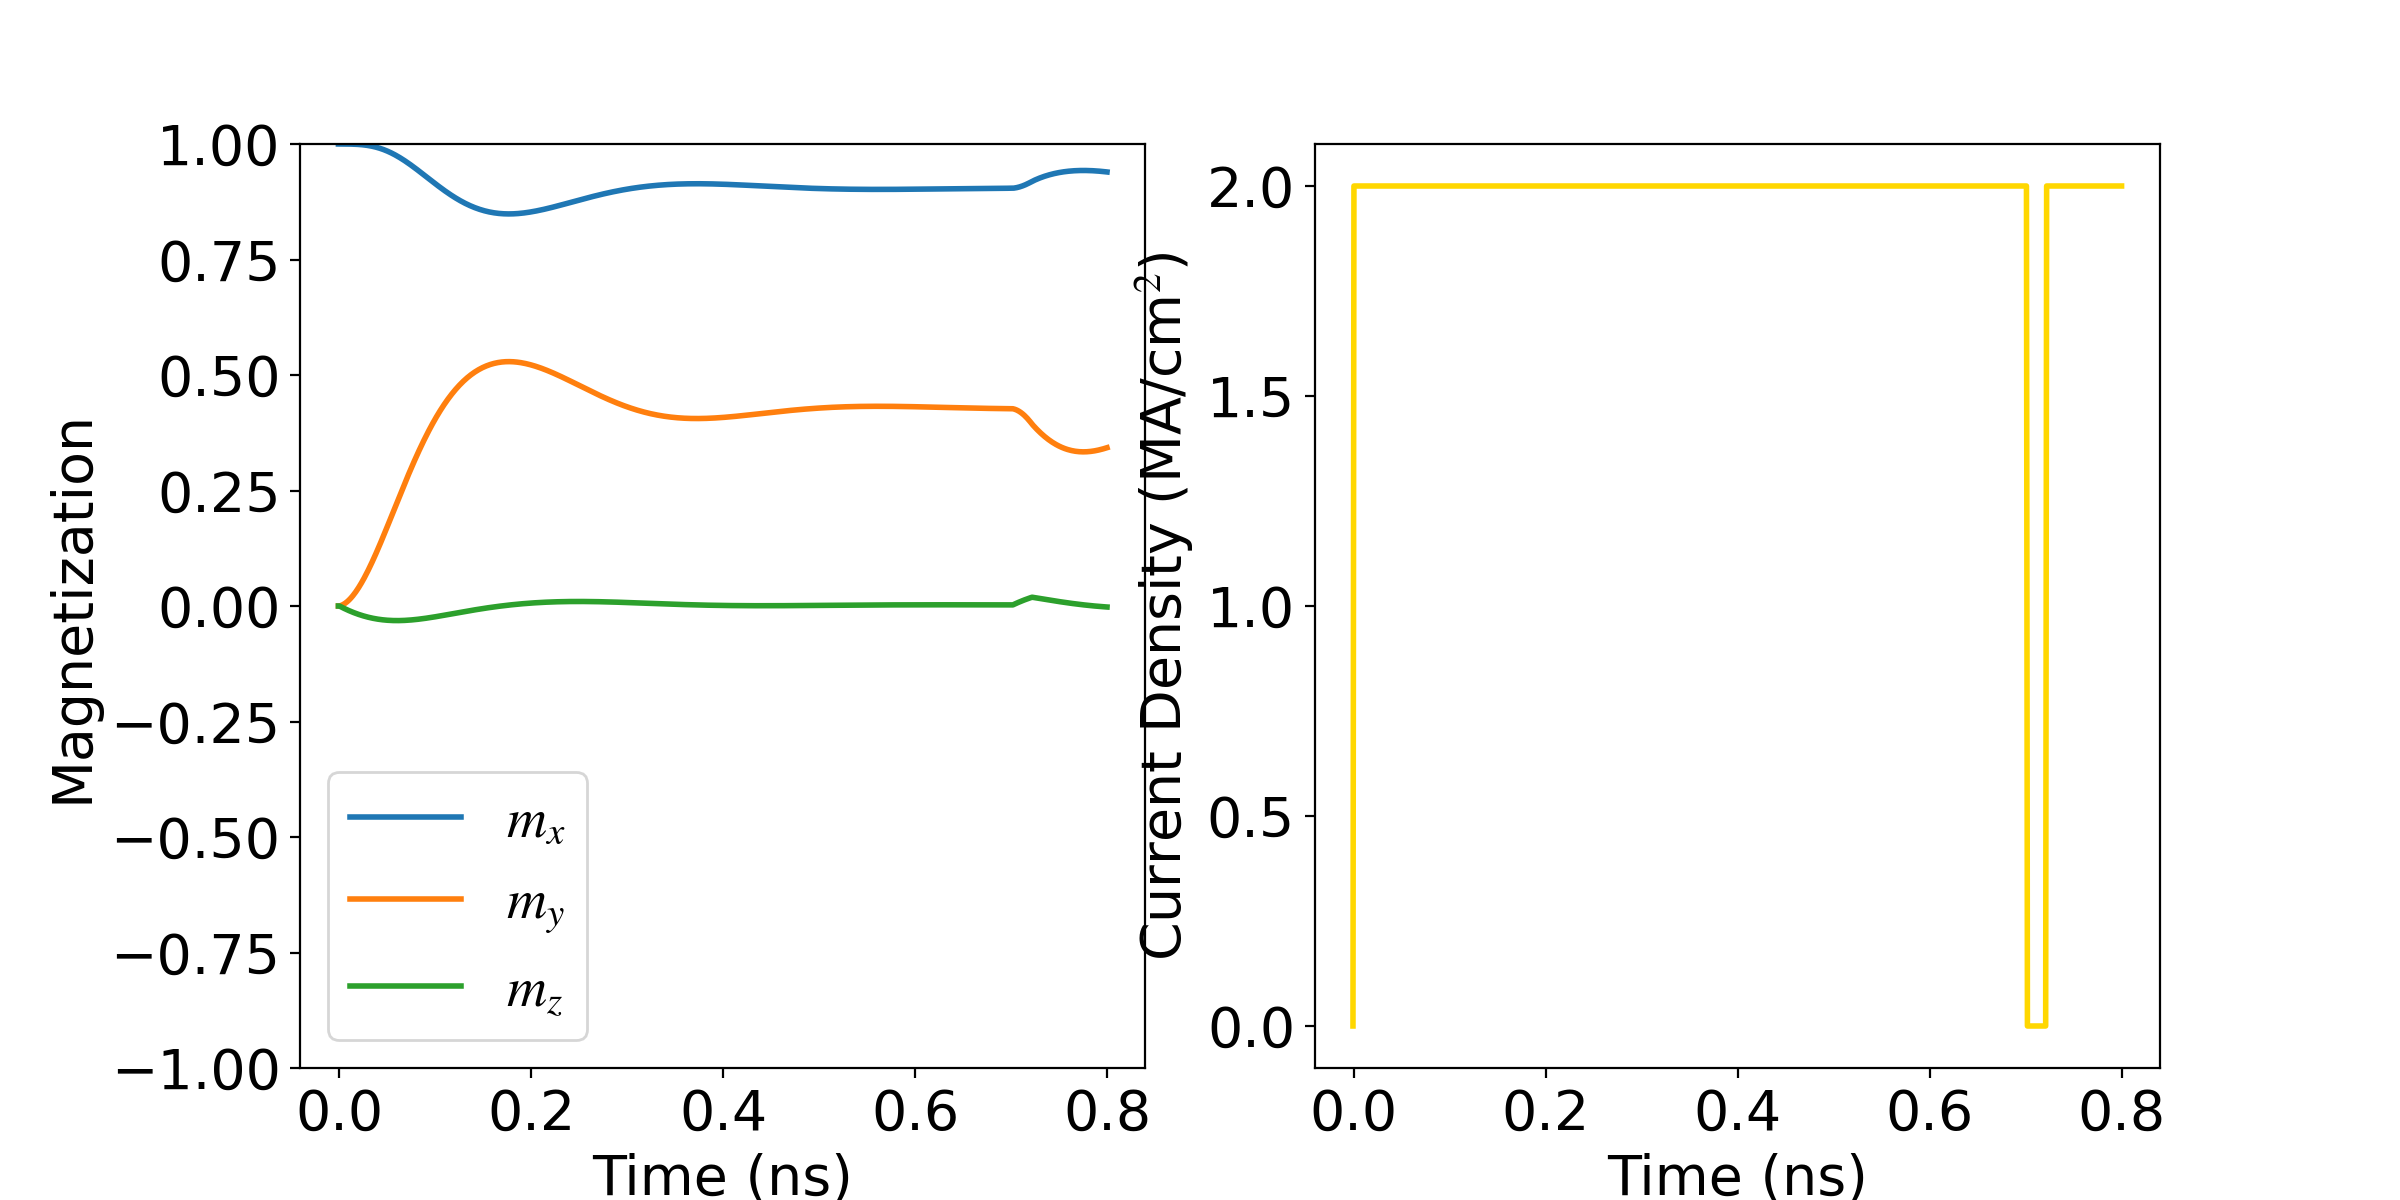 Magnetization
1.00
0.75
0.50
0.25
0.00
−0.25
−0.50
−0.75
−1.00
0.0 0.2 0.4 0.6 0.8
Time (ns)
m_x
m_y
m_z
Current Density (MA/cm²)
2.0
1.5
1.0
0.5
0.0
0.0 0.2 0.4 0.6 0.8
Time (ns)